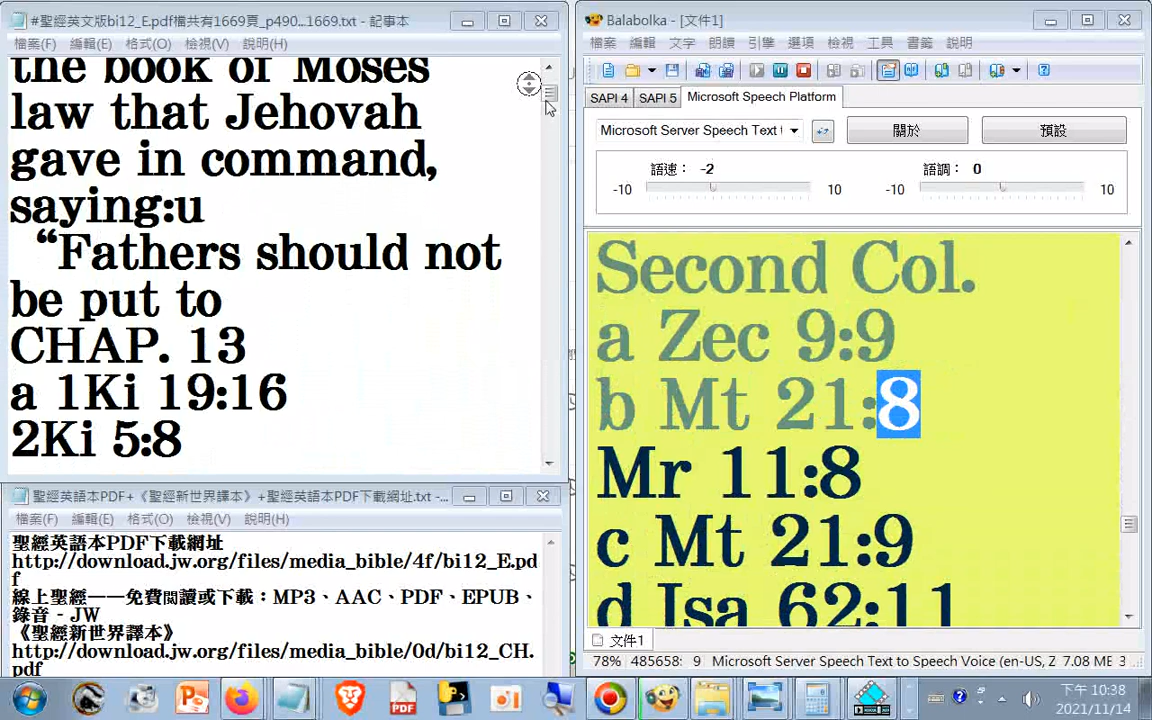 #聖經英文版bi12_E.pdf檔共有1669頁_p490...1669.txt - 記事本
檔案(F) 編輯(E) 格式(O) 檢視(V) 說明(H)
the book of Moses
law that Jehovah
gave in command,
saying:u
“Fathers should not
be put to
CHAP. 13
a 1Ki 19:16
2Ki 5:8
聖經英語本PDF+《聖經新世界譯本》+聖經英語本PDF下載網址.txt -...
檔案(F) 編輯(E) 格式(O) 檢視(V) 說明(H)
聖經英語本PDF下載網址
http://download.jw.org/files/media_bible/4f/bi12_E.pd
f
線上聖經——免費閱讀或下載：MP3、AAC、PDF、EPUB、
錄音 - JW
《聖經新世界譯本》
http://download.jw.org/files/media_bible/0d/bi12_CH.
pdf
Balabolka - [文件1]
檔案 編輯 文字 朗讀 引擎 選項 檢視 工具 書籤 說明
SAPI 4 SAPI 5 Microsoft Speech Platform
Microsoft Server Speech Text t 關於 預設
語速： -2 語調： 0
-10 10 -10 10
Second Col.
a Zec 9:9
b Mt 21:8
Mr 11:8
c Mt 21:9
d Isa 62:11
文件1
78% 485658: 9 Microsoft Server Speech Text to Speech Voice (en-US, Z 7.08 ME 3
下午 10:38
2021/11/14